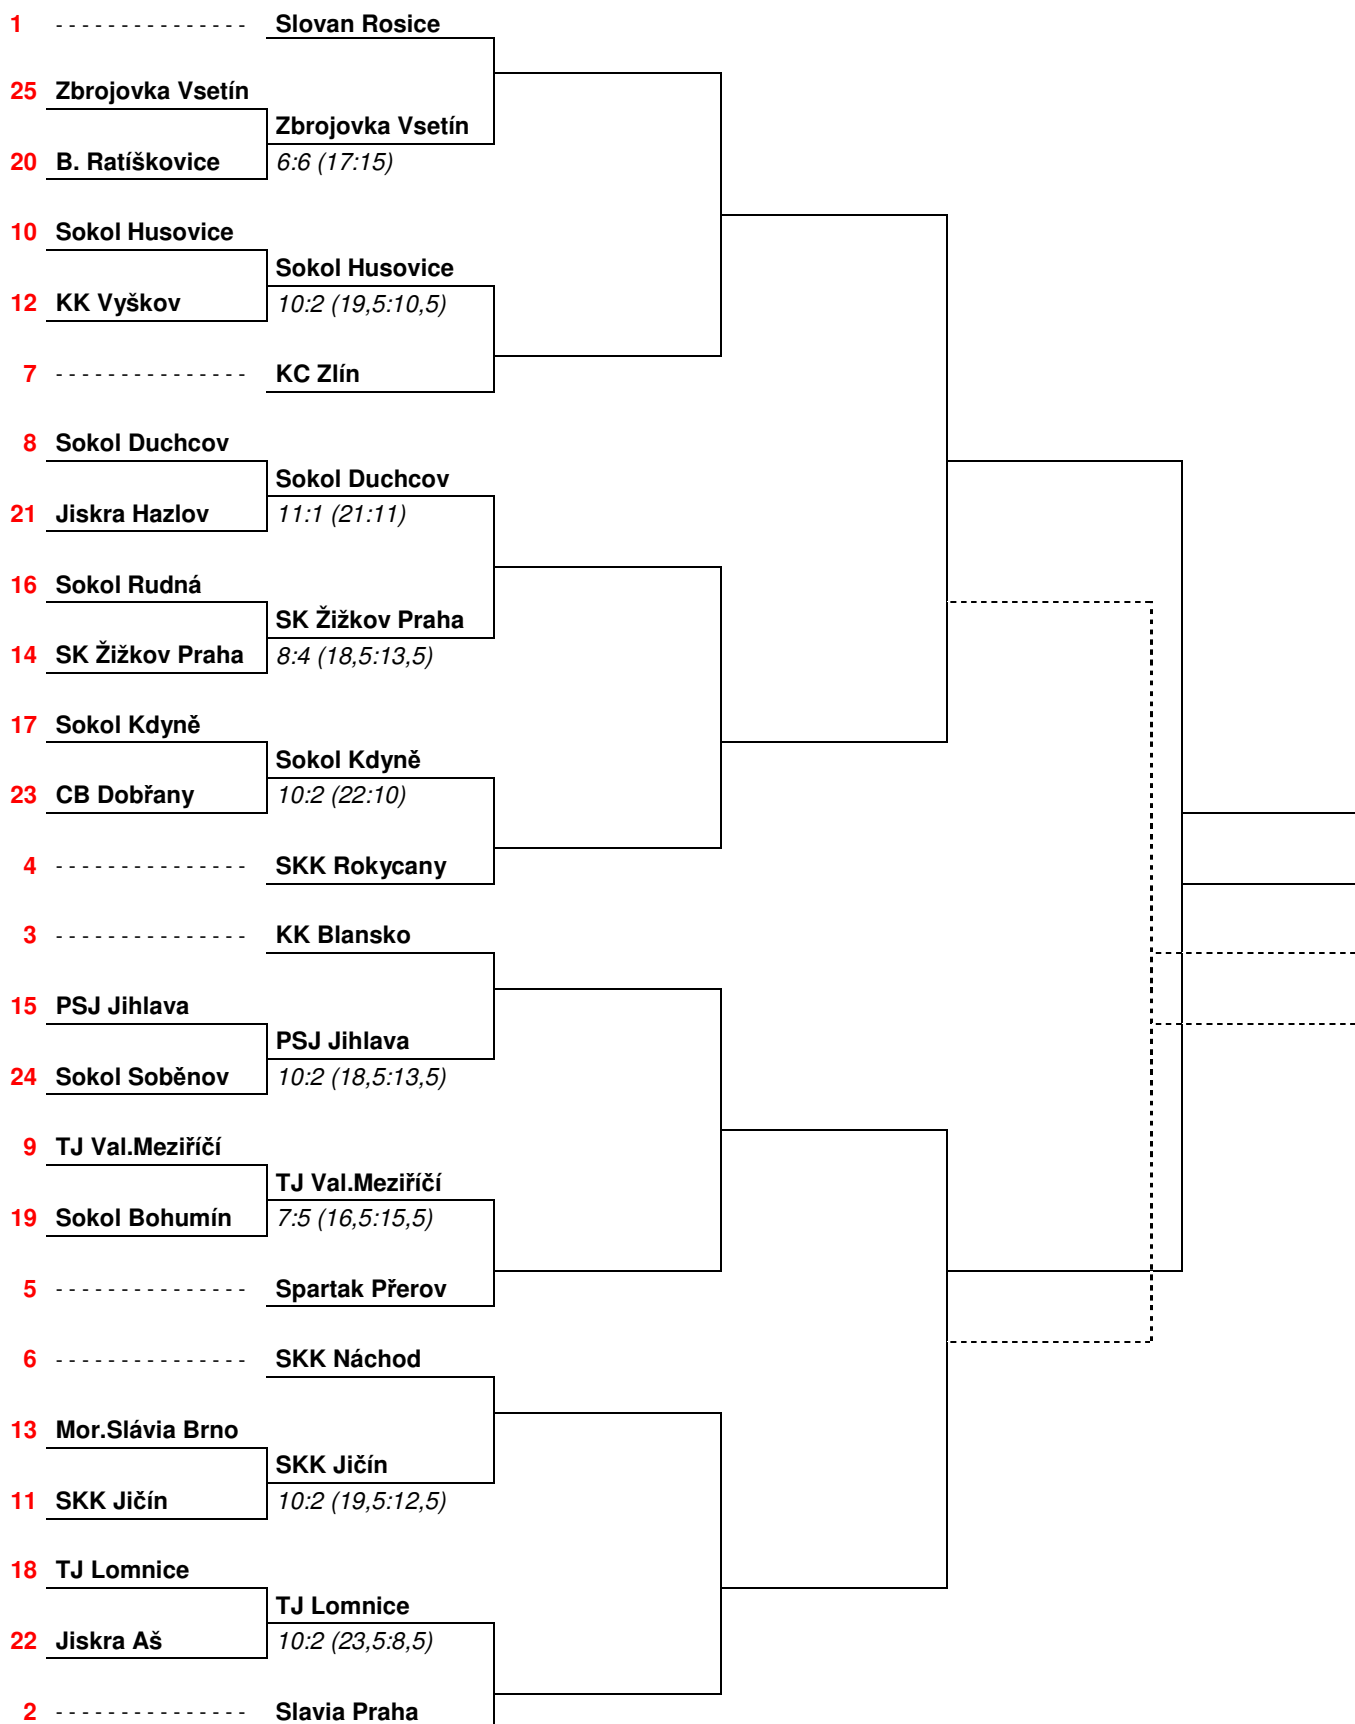 1 - - - - - - - - - - - - - - - Slovan Rosice
25 Zbrojovka Vsetín
Zbrojovka Vsetín
20 B. Ratíškovice 6:6 (17:15)
10 Sokol Husovice
Sokol Husovice
12 KK Vyškov 10:2 (19,5:10,5)
7 - - - - - - - - - - - - - - - KC Zlín
8 Sokol Duchcov
Sokol Duchcov
21 Jiskra Hazlov 11:1 (21:11)
16 Sokol Rudná
SK Žižkov Praha
14 SK Žižkov Praha 8:4 (18,5:13,5)
17 Sokol Kdyně
Sokol Kdyně
23 CB Dobřany 10:2 (22:10)
4 - - - - - - - - - - - - - - - SKK Rokycany
3 - - - - - - - - - - - - - - - KK Blansko
15 PSJ Jihlava
PSJ Jihlava
24 Sokol Soběnov 10:2 (18,5:13,5)
9 TJ Val.Meziříčí
TJ Val.Meziříčí
19 Sokol Bohumín 7:5 (16,5:15,5)
5 - - - - - - - - - - - - - - - Spartak Přerov
6 - - - - - - - - - - - - - - - SKK Náchod
13 Mor.Slávia Brno
SKK Jičín
11 SKK Jičín 10:2 (19,5:12,5)
18 TJ Lomnice
TJ Lomnice
22 Jiskra Aš 10:2 (23,5:8,5)
2 - - - - - - - - - - - - - - - Slavia Praha